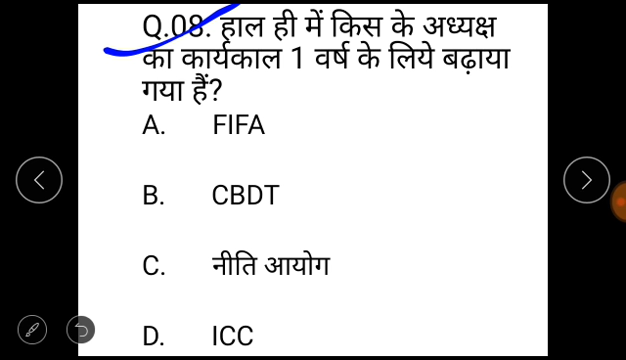 Q.08. हाल ही में किस के अध्यक्ष
का कार्यकाल 1 वर्ष के लिये बढ़ाया
गया हैं?
A. FIFA
B. CBDT
C. नीति आयोग
D. ICC